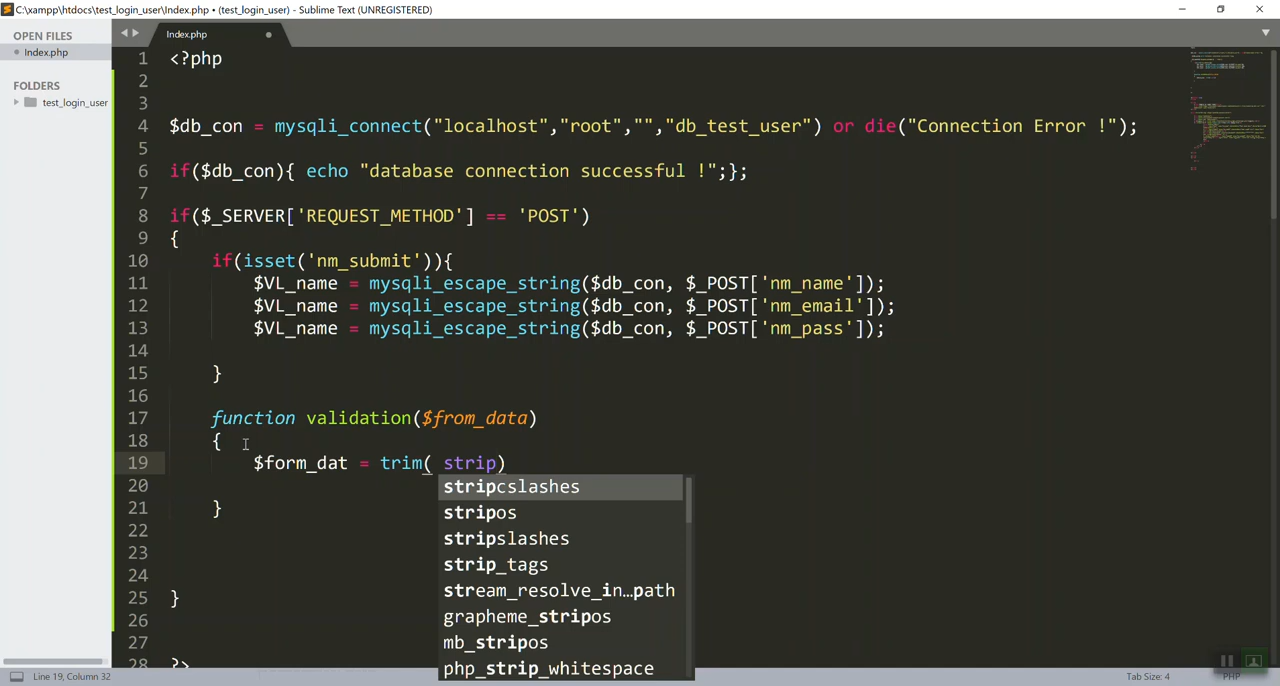 C:\xampp\htdocs\test_login_user\Index.php • (test_login_user) - Sublime Text (UNREGISTERED)
OPEN FILES
Index.php
FOLDERS
test_login_user
Index.php
1 <?php
2
3
4 $db_con = mysqli_connect("localhost","root","","db_test_user") or die("Connection Error !");
5
6 if($db_con){ echo "database connection successful !";};
7
8 if($_SERVER['REQUEST_METHOD'] == 'POST')
9 {
10 if(isset('nm_submit')){
11 $VL_name = mysqli_escape_string($db_con, $_POST['nm_name']);
12 $VL_name = mysqli_escape_string($db_con, $_POST['nm_email']);
13 $VL_name = mysqli_escape_string($db_con, $_POST['nm_pass']);
14
15 }
16
17 function validation($from_data)
18 {
19 $form_dat = trim( strip)
stripcslashes
20
stripos
21 }
22
stripslashes
23
strip_tags
24
stream_resolve_in…path
25 }
26
grapheme_stripos
27
mb_stripos
28 ?>
php_strip_whitespace
Line 19, Column 32
Tab Size: 4
PHP